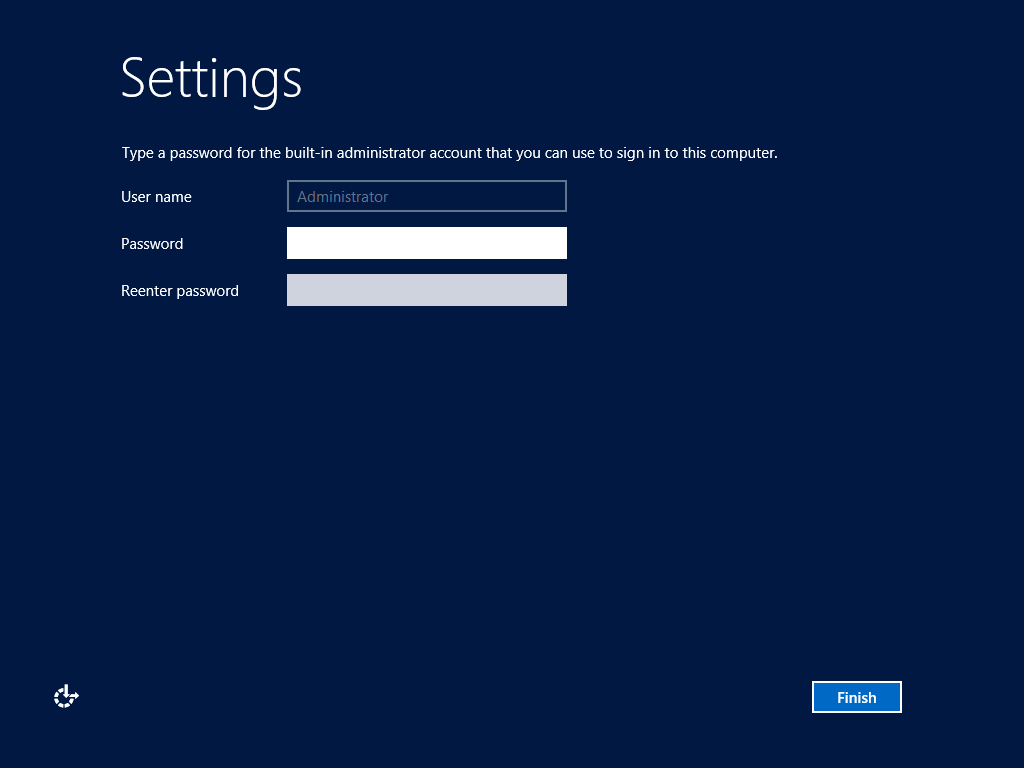 Settings
Type a password for the built-in administrator account that you can use to sign in to this computer.
User name
Administrator
Password
Reenter password
Finish